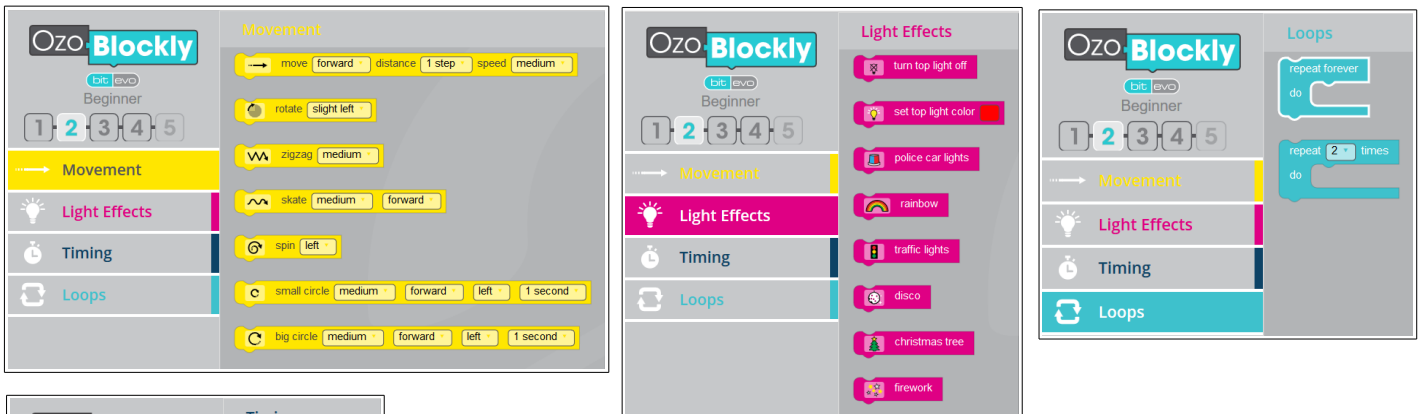 Ozo Blockly
bit evo
Beginner
1 2 3 4 5
Movement
Light Effects
Timing
Loops
Movement
move forward distance 1 step speed medium
rotate slight left
zigzag medium
skate medium forward
spin left
small circle medium forward left 1 second
big circle medium forward left 1 second
Ozo Blockly
bit evo
Beginner
1 2 3 4 5
Movement
Light Effects
Timing
Loops
Light Effects
turn top light off
set top light color
police car lights
rainbow
traffic lights
disco
christmas tree
firework
Ozo Blockly
bit evo
Beginner
1 2 3 4 5
Movement
Light Effects
Timing
Loops
Loops
repeat forever
do
repeat 2 times
do